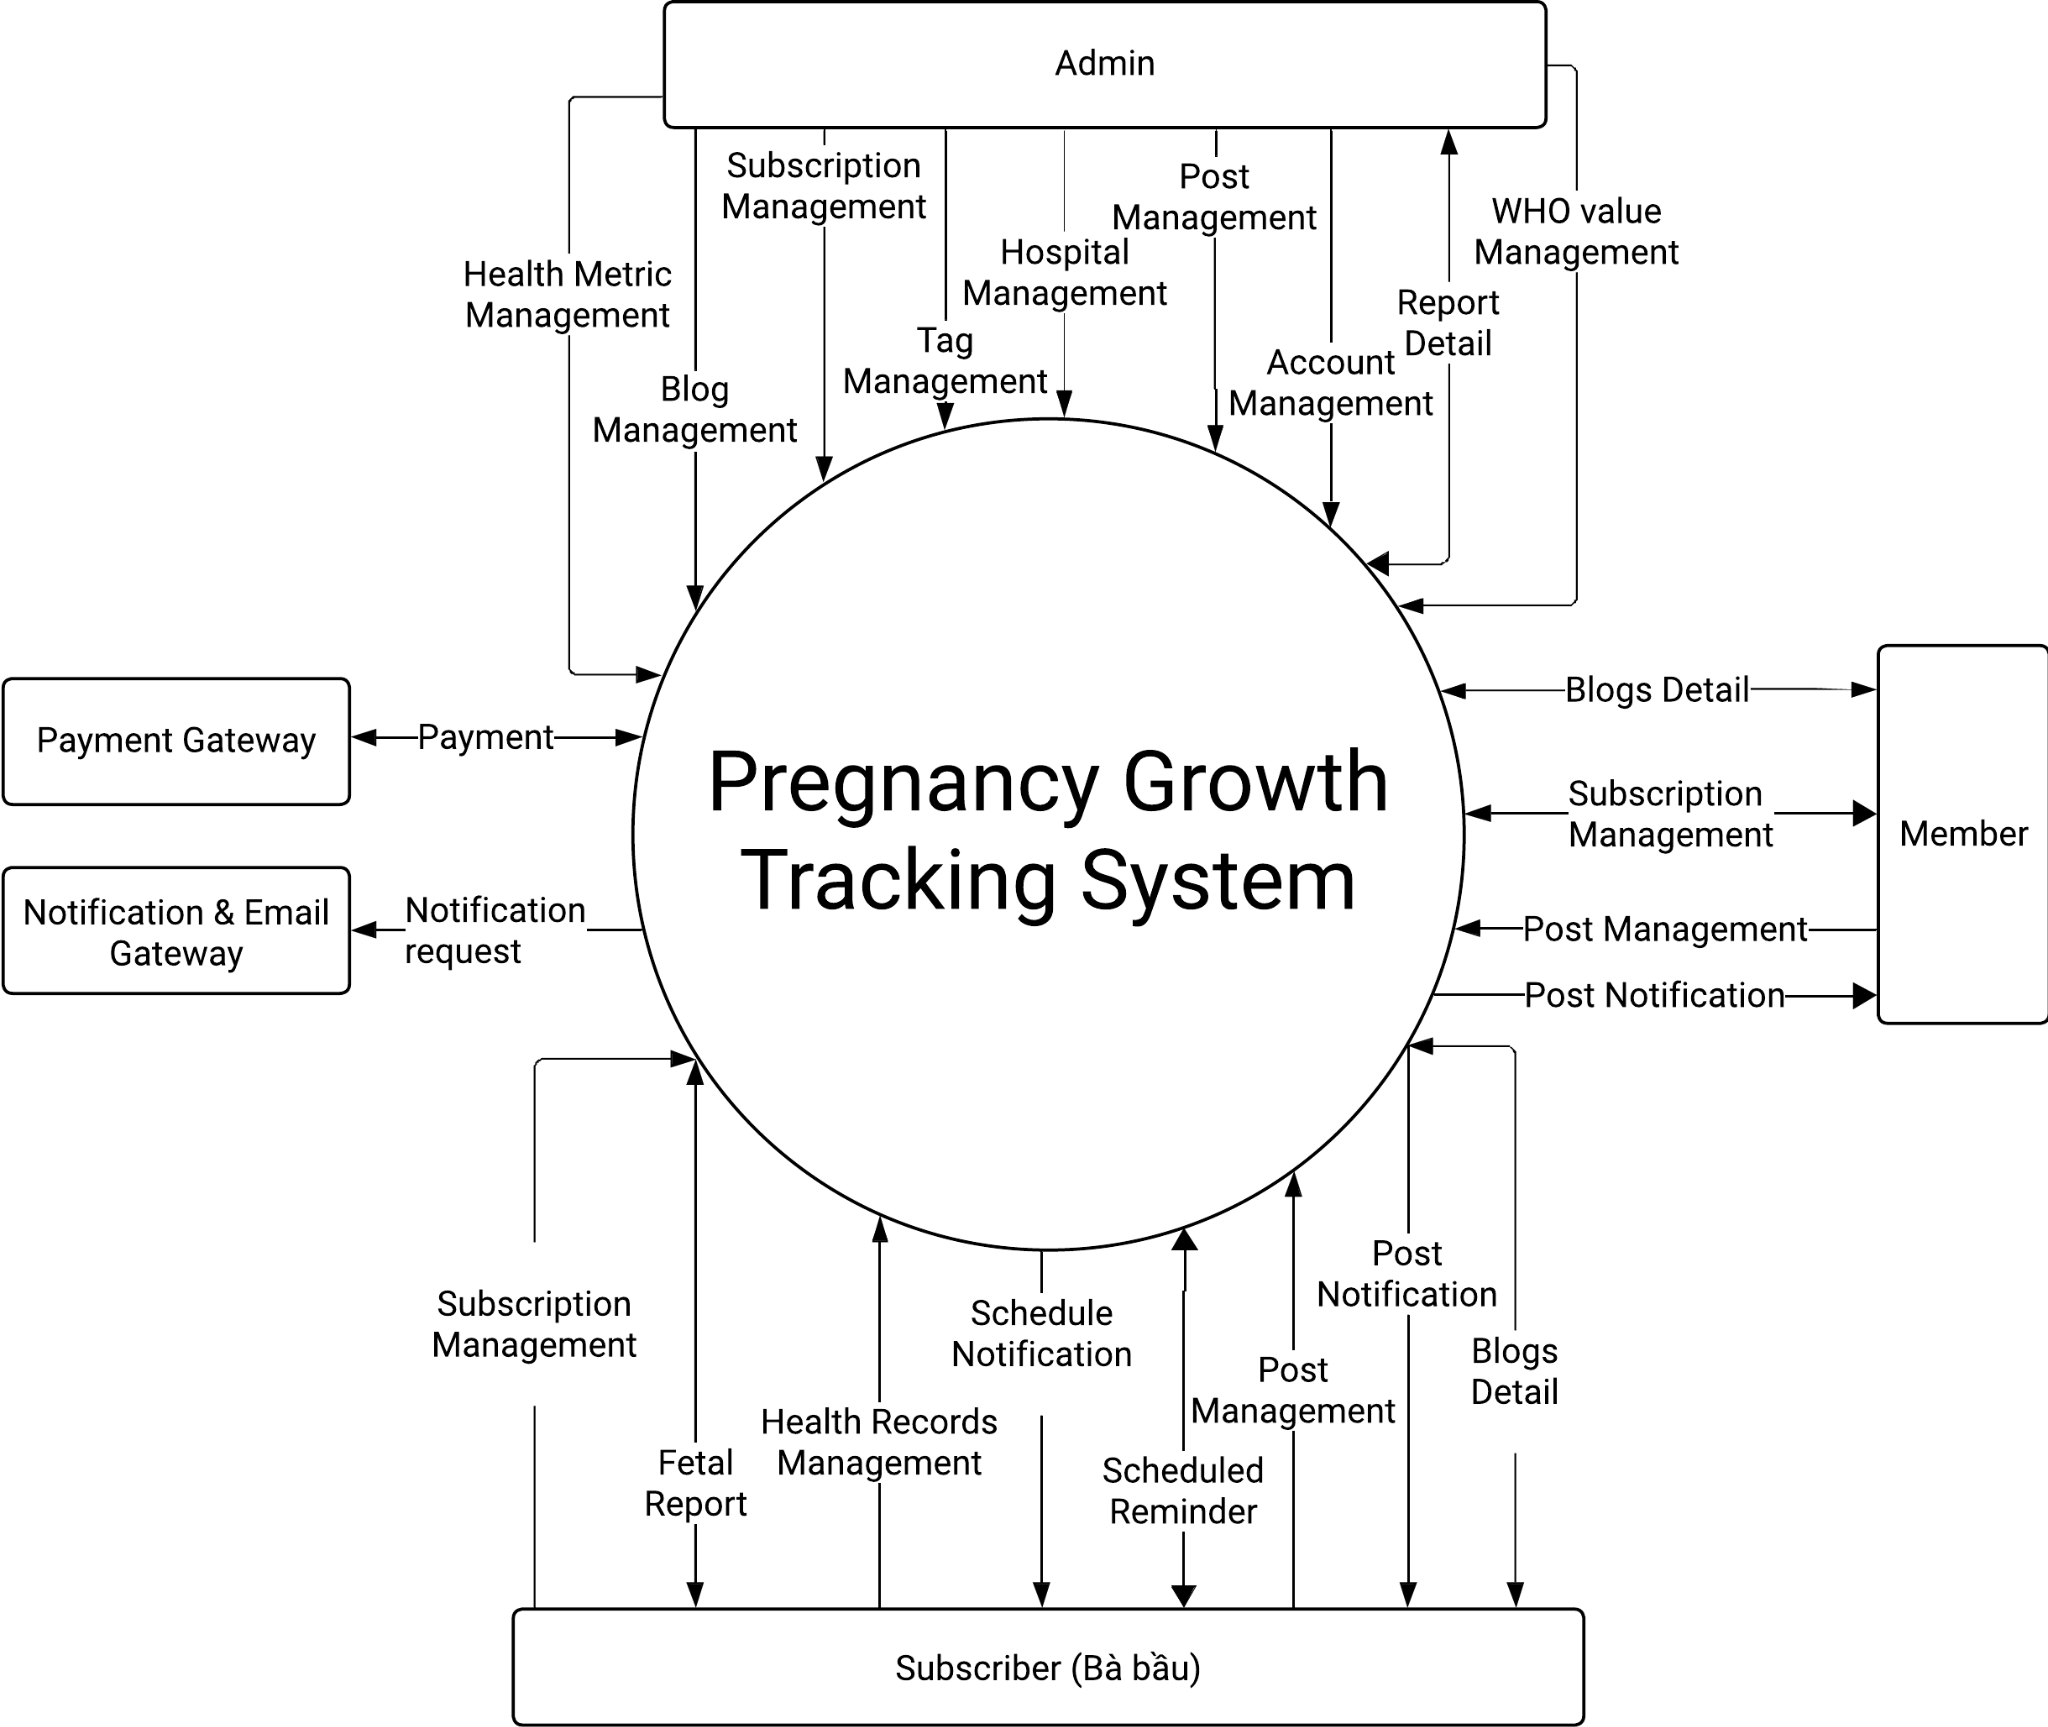 Admin
Subscription
Management
Post
Management
WHO value
Management
Hospital
Management
Health Metric
Management
Report
Detail
Tag
Management
Account
Management
Blog
Management
Blogs Detail
Payment Gateway
Payment
Pregnancy Growth
Tracking System
Subscription
Management
Member
Notification & Email
Gateway
Notification
request
Post Management
Post Notification
Post
Notification
Subscription
Management
Schedule
Notification
Blogs
Detail
Post
Management
Health Records
Management
Fetal
Report
Scheduled
Reminder
Subscriber (Bà bầu)